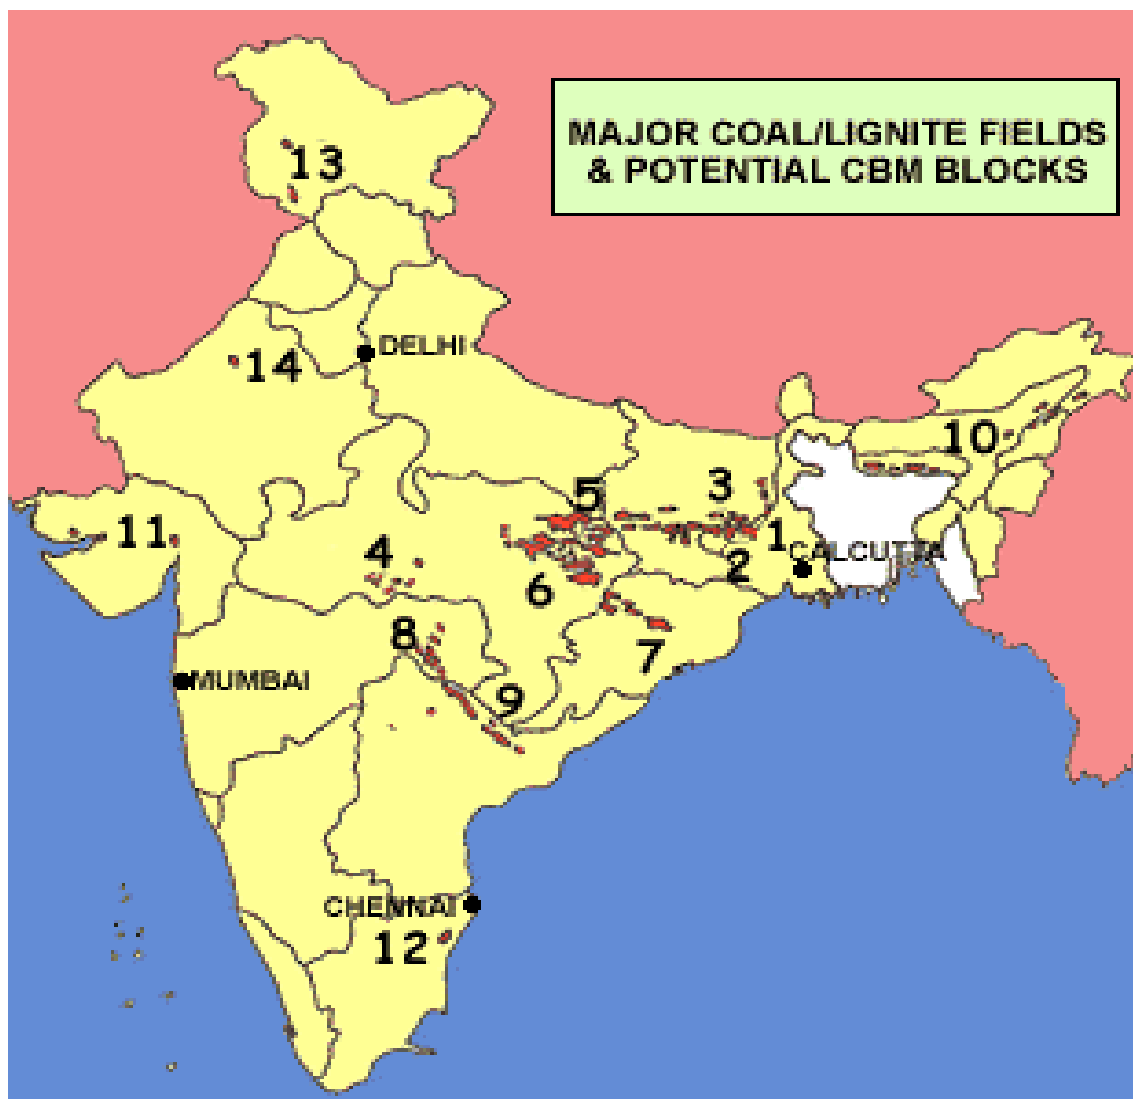 MAJOR COAL/LIGNITE FIELDS
& POTENTIAL CBM BLOCKS
13
DELHI
14
10
3
5
11
1
CALCUTTA
4
2
6
8
7
MUMBAI
9
CHENNAI
12